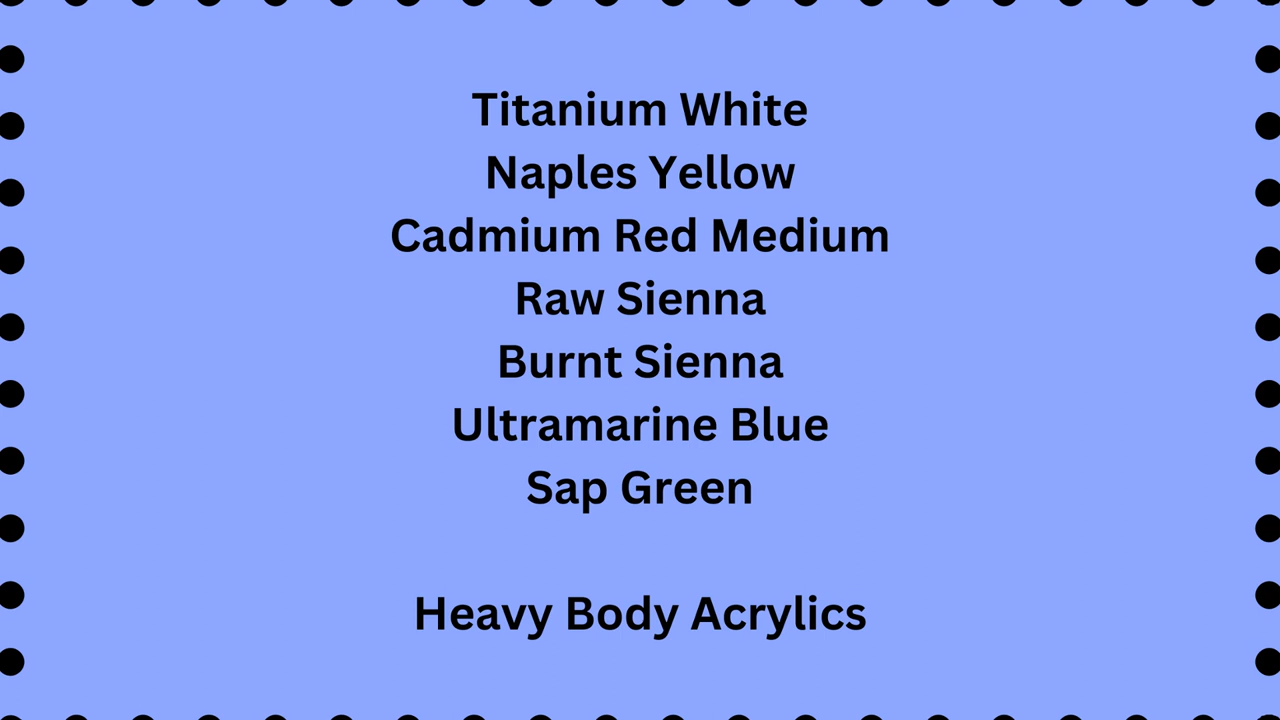 Titanium White
Naples Yellow
Cadmium Red Medium
Raw Sienna
Burnt Sienna
Ultramarine Blue
Sap Green
Heavy Body Acrylics